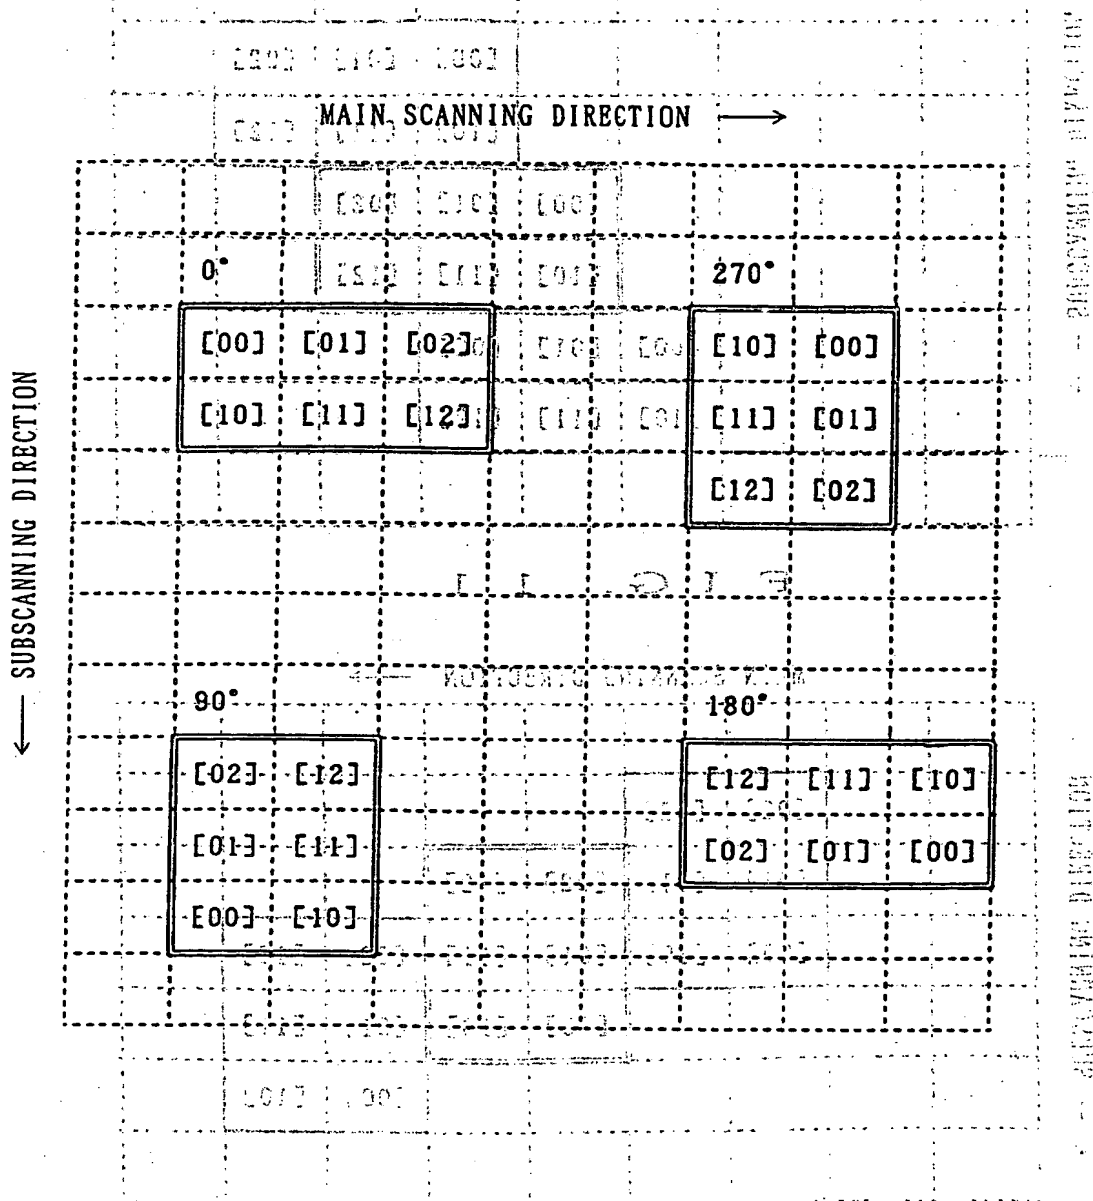 MAIN SCANNING DIRECTION →
SUBSCANNING DIRECTION →
0°
[00] [01] [02]
[10] [11] [12]
270°
[10] [00]
[11] [01]
[12] [02]
90°
[02] [12]
[01] [11]
[00] [10]
180°
[12] [11] [10]
[02] [01] [00]